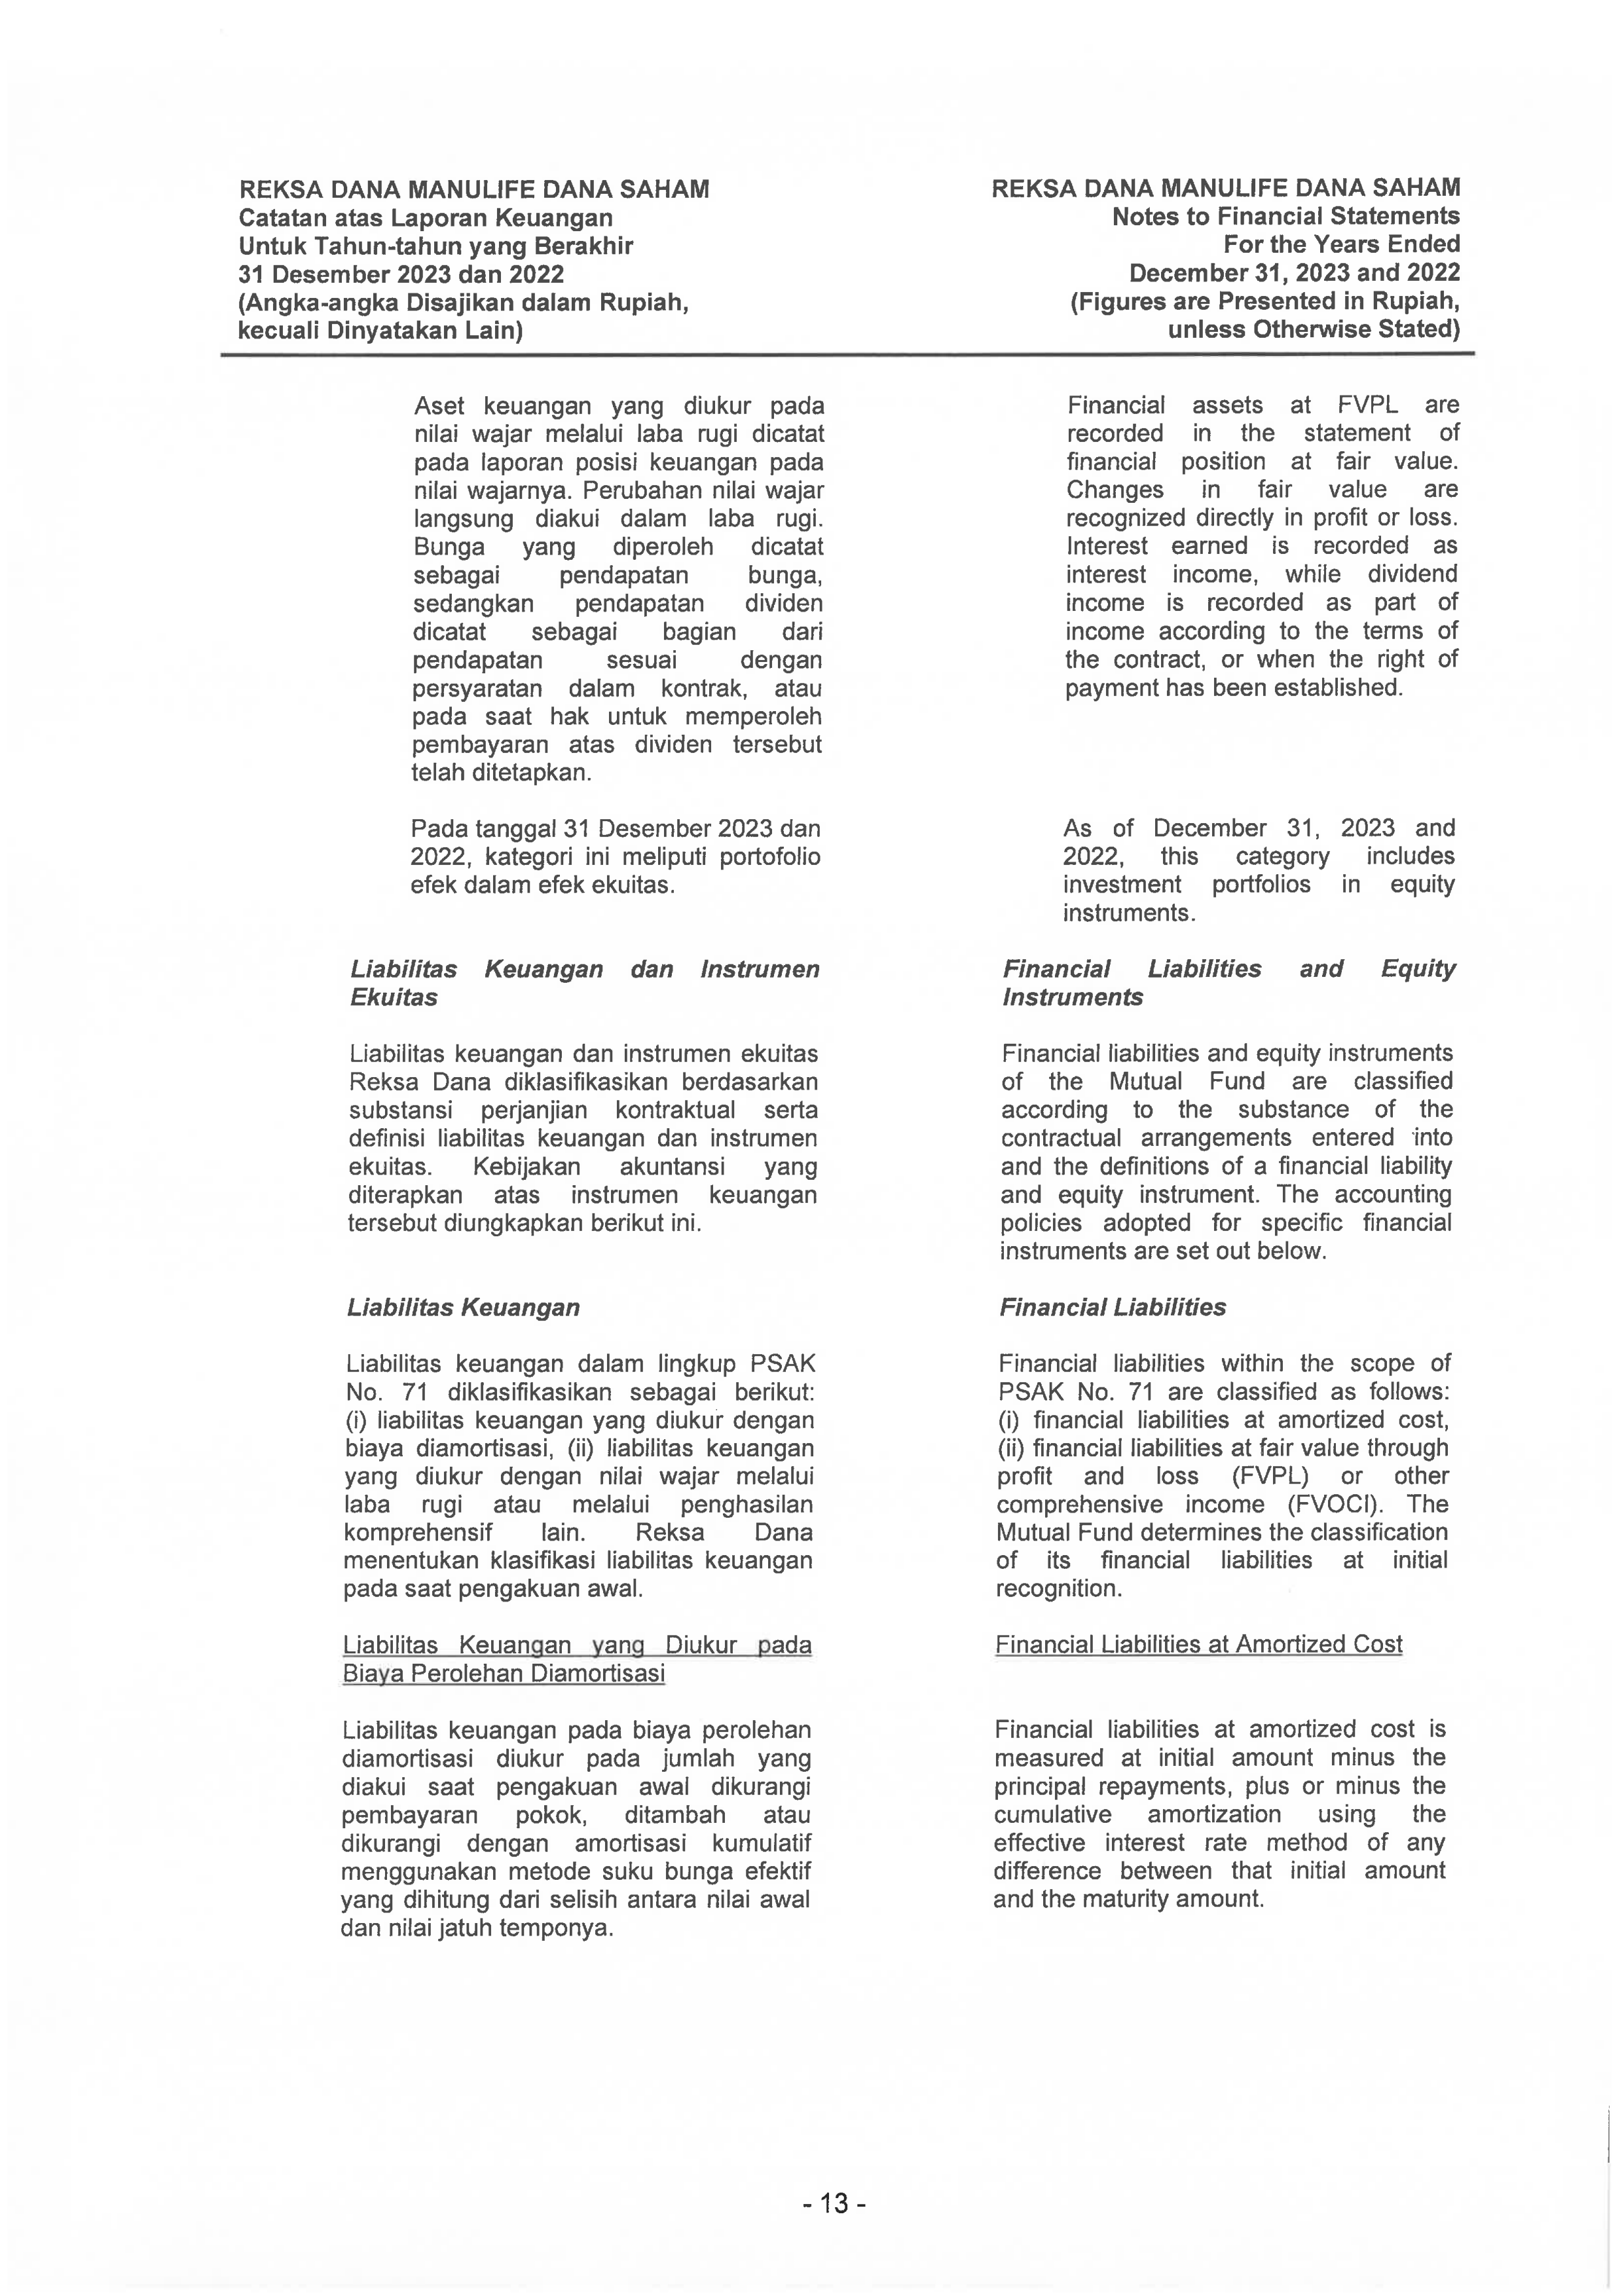 REKSA DANA MANULIFE DANA SAHAM
Catatan atas Laporan Keuangan
Untuk Tahun-tahun yang Berakhir
31 Desember 2023 dan 2022
(Angka-angka Disajikan dalam Rupiah,
kecuali Dinyatakan Lain)
REKSA DANA MANULIFE DANA SAHAM
Notes to Financial Statements
For the Years Ended
December 31, 2023 and 2022
(Figures are Presented in Rupiah,
unless Otherwise Stated)
Aset keuangan yang diukur pada
nilai wajar melalui laba rugi dicatat
pada laporan posisi keuangan pada
nilai wajarnya. Perubahan nilai wajar
langsung diakui dalam laba rugi.
Bunga yang diperoleh dicatat
sebagai pendapatan bunga,
sedangkan pendapatan dividen
dicatat sebagai bagian dari
pendapatan sesuai dengan
persyaratan dalam kontrak, atau
pada saat hak untuk memperoleh
pembayaran atas dividen tersebut
telah ditetapkan.
Pada tanggal 31 Desember 2023 dan
2022, kategori ini meliputi portofolio
efek dalam efek ekuitas.
Liabilitas Keuangan dan Instrumen
Ekuitas
Liabilitas keuangan dan instrumen ekuitas
Reksa Dana diklasifikasikan berdasarkan
substansi perjanjian kontraktual serta
definisi liabilitas keuangan dan instrumen
ekuitas. Kebijakan akuntansi yang
diterapkan atas instrumen keuangan
tersebut diungkapkan berikut ini.
Liabilitas Keuangan
Liabilitas keuangan dalam lingkup PSAK
No. 71 diklasifikasikan sebagai berikut:
(i) liabilitas keuangan yang diukur dengan
biaya diamortisasi, (ii) liabilitas keuangan
yang diukur dengan nilai wajar melalui
laba rugi atau melalui penghasilan
komprehensif lain. Reksa Dana
menentukan klasifikasi liabilitas keuangan
pada saat pengakuan awal.
Liabilitas Keuangan yang Diukur pada
Biaya Perolehan Diamortisasi
Liabilitas keuangan pada biaya perolehan
diamortisasi diukur pada jumlah yang
diakui saat pengakuan awal dikurangi
pembayaran pokok, ditambah atau
dikurangi dengan amortisasi kumulatif
menggunakan metode suku bunga efektif
yang dihitung dari selisih antara nilai awal
dan nilai jatuh temponya.
Financial assets at FVPL are
recorded in the statement of
financial position at fair value.
Changes in fair value are
recognized directly in profit or loss.
Interest earned is recorded as
interest income, while dividend
income is recorded as part of
income according to the terms of
the contract, or when the right of
payment has been established.
As of December 31, 2023 and
2022, this category includes
investment portfolios in equity
instruments.
Financial Liabilities and Equity
Instruments
Financial liabilities and equity instruments
of the Mutual Fund are classified
according to the substance of the
contractual arrangements entered into
and the definitions of a financial liability
and equity instrument. The accounting
policies adopted for specific financial
instruments are set out below.
Financial Liabilities
Financial liabilities within the scope of
PSAK No. 71 are classified as follows:
(i) financial liabilities at amortized cost,
(ii) financial liabilities at fair value through
profit and loss (FVPL) or other
comprehensive income (FVOCI). The
Mutual Fund determines the classification
of its financial liabilities at initial
recognition.
Financial Liabilities at Amortized Cost
Financial liabilities at amortized cost is
measured at initial amount minus the
principal repayments, plus or minus the
cumulative amortization using the
effective interest rate method of any
difference between that initial amount
and the maturity amount.
- 13 -